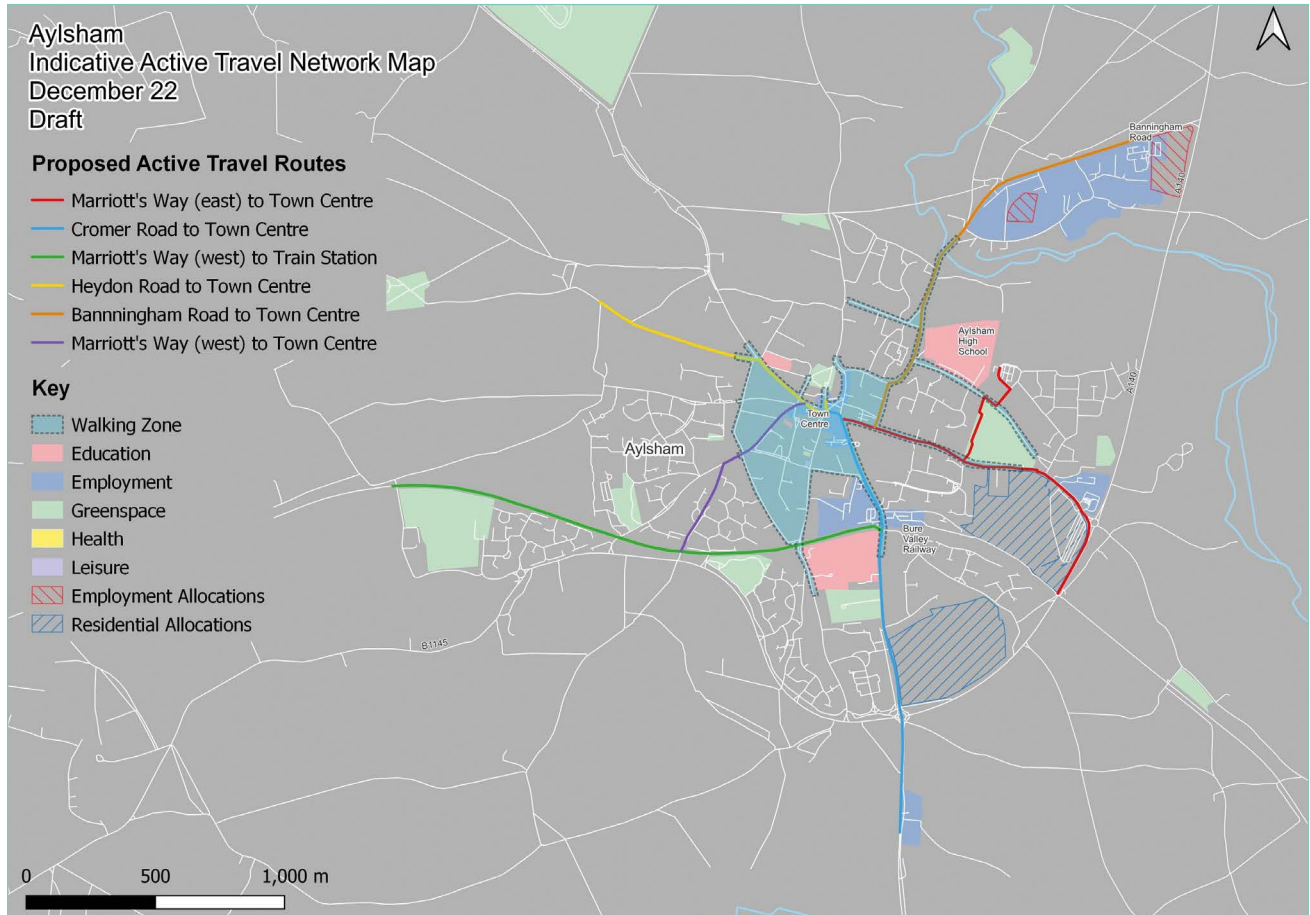 Aylsham
Indicative Active Travel Network Map
December 22
Draft
Proposed Active Travel Routes
Marriott's Way (east) to Town Centre
Cromer Road to Town Centre
Marriott's Way (west) to Train Station
Heydon Road to Town Centre
Bannningham Road to Town Centre
Marriott's Way (west) to Town Centre
Key
Walking Zone
Education
Employment
Greenspace
Health
Leisure
Employment Allocations
Residential Allocations
Banningham
Road
A140
Aylsham
High
School
A140
Town
Centre
Aylsham
Bure
Valley
Railway
B1145
0 500 1,000 m